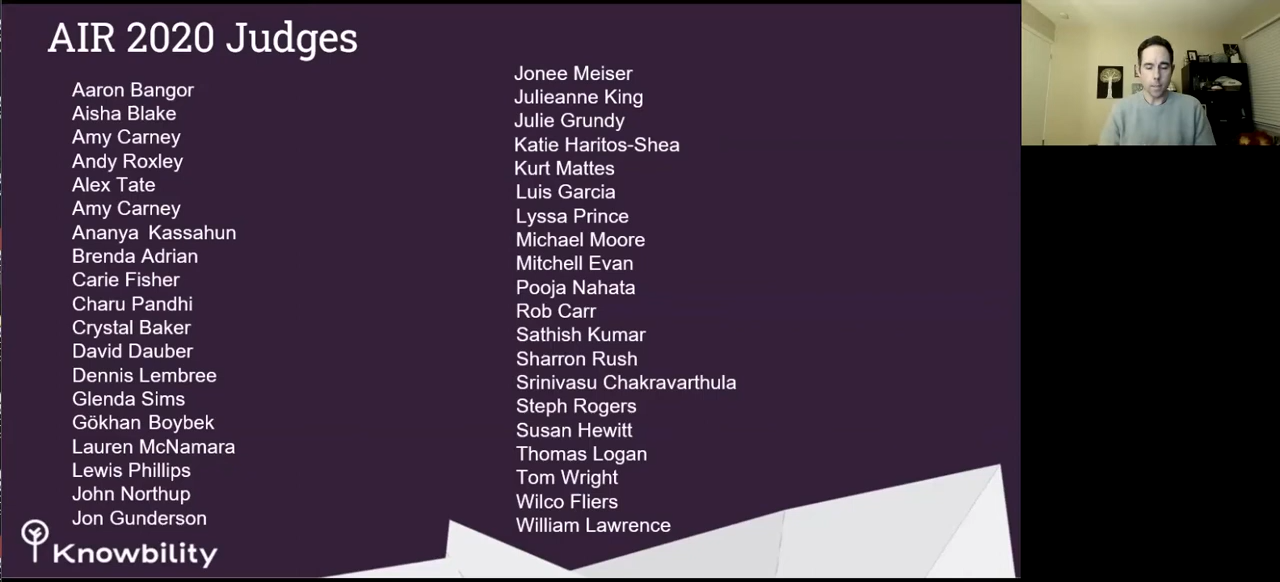 AIR 2020 Judges
Aaron Bangor
Aisha Blake
Amy Carney
Andy Roxley
Alex Tate
Amy Carney
Ananya Kassahun
Brenda Adrian
Carie Fisher
Charu Pandhi
Crystal Baker
David Dauber
Dennis Lembree
Glenda Sims
Gökhan Boybek
Lauren McNamara
Lewis Phillips
John Northup
Jon Gunderson
Jonee Meiser
Julieanne King
Julie Grundy
Katie Haritos-Shea
Kurt Mattes
Luis Garcia
Lyssa Prince
Michael Moore
Mitchell Evan
Pooja Nahata
Rob Carr
Sathish Kumar
Sharron Rush
Srinivasu Chakravarthula
Steph Rogers
Susan Hewitt
Thomas Logan
Tom Wright
Wilco Fliers
William Lawrence
Knowbility